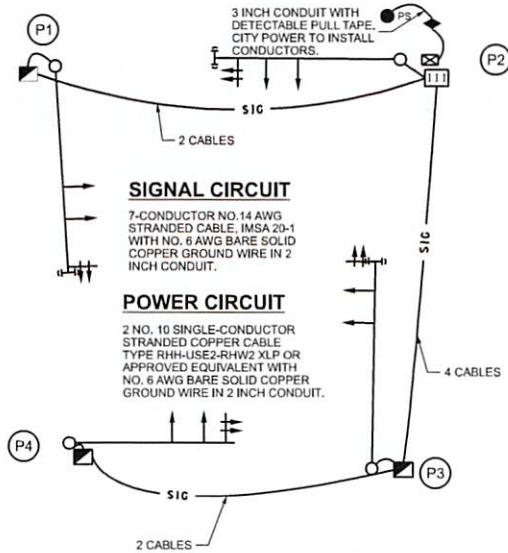 3 INCH CONDUIT WITH
DETECTABLE PULL TAPE.
CITY POWER TO INSTALL
CONDUCTORS.
PS
P1
P2
SIG
2 CABLES
SIGNAL CIRCUIT
7-CONDUCTOR NO.14 AWG
STRANDED CABLE, IMSA 20-1
WITH NO. 6 AWG BARE SOLID
COPPER GROUND WIRE IN 2
INCH CONDUIT.
SIG
POWER CIRCUIT
2 NO. 10 SINGLE-CONDUCTOR
STRANDED COPPER CABLE
TYPE RHH-USE2-RHW2 XLP OR
APPROVED EQUIVALENT WITH
NO. 6 AWG BARE SOLID COPPER
GROUND WIRE IN 2 INCH CONDUIT.
4 CABLES
P4
P3
SIG
2 CABLES